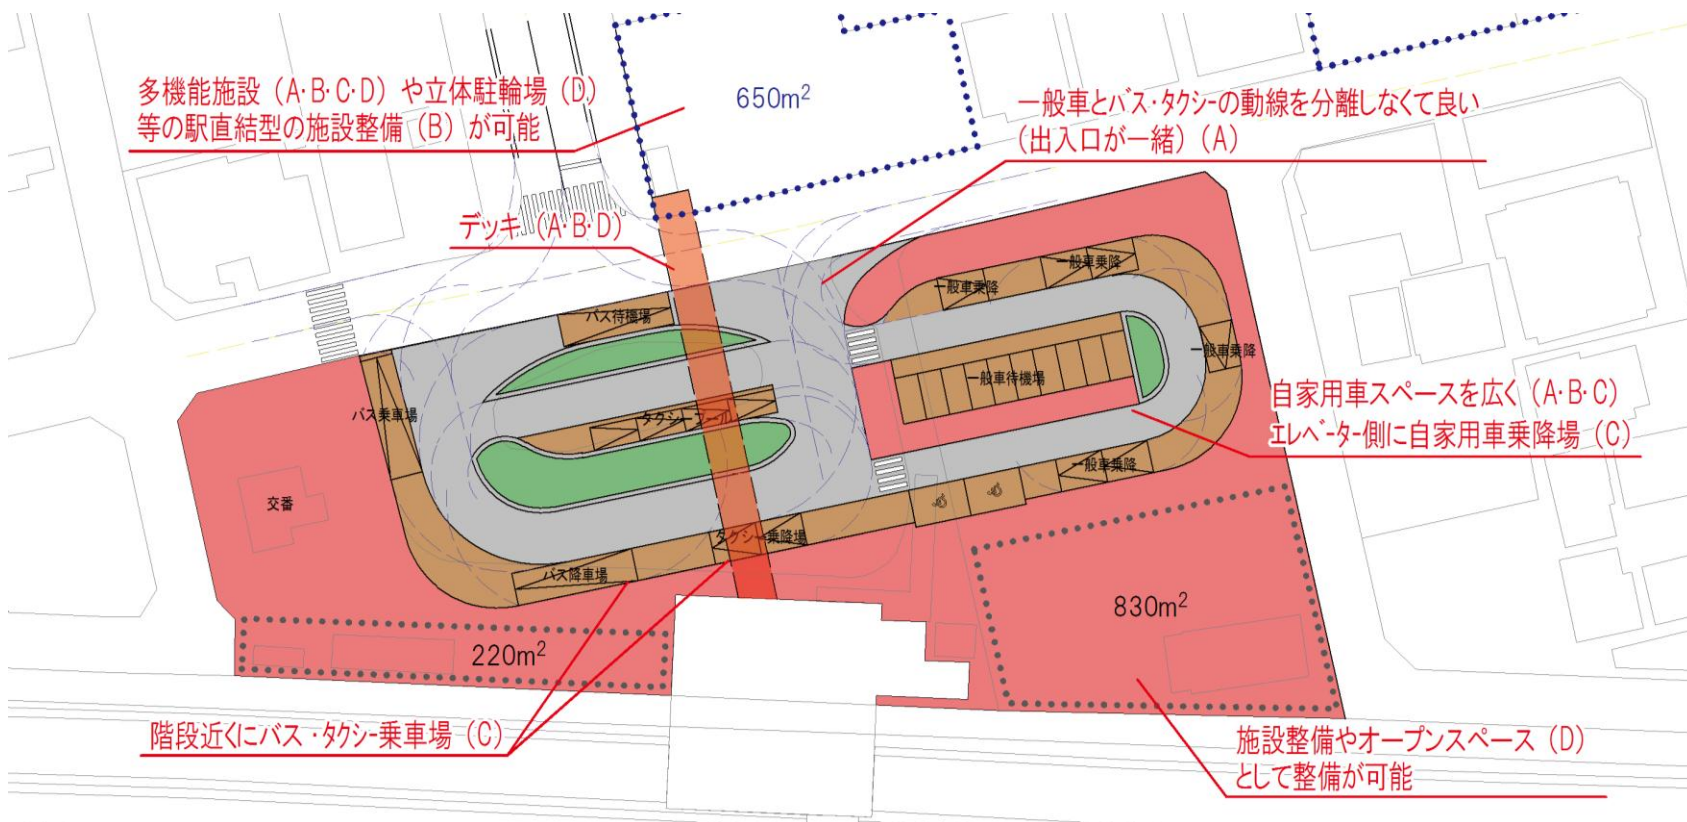 多機能施設（A･B･C･D）や立体駐輪場（D）
等の駅直結型の施設整備（B）が可能
650m²
一般車とバス・タクシーの動線を分離しなくて良い
(出入口が一緒)（A）
デッキ（A･B･D）
一般車乗降
一般車乗降
バス待機場
一般車乗降
一般車待機場
バス乗車場
タクシープール
自家用車スペースを広く（A･B･C）
エレベーター側に自家用車乗降場（C）
一般車乗降
交番
タクシー乗降場
バス降車場
830m²
220m²
階段近くにバス・タクシー乗車場（C）
施設整備やオープンスペース（D）
として整備が可能